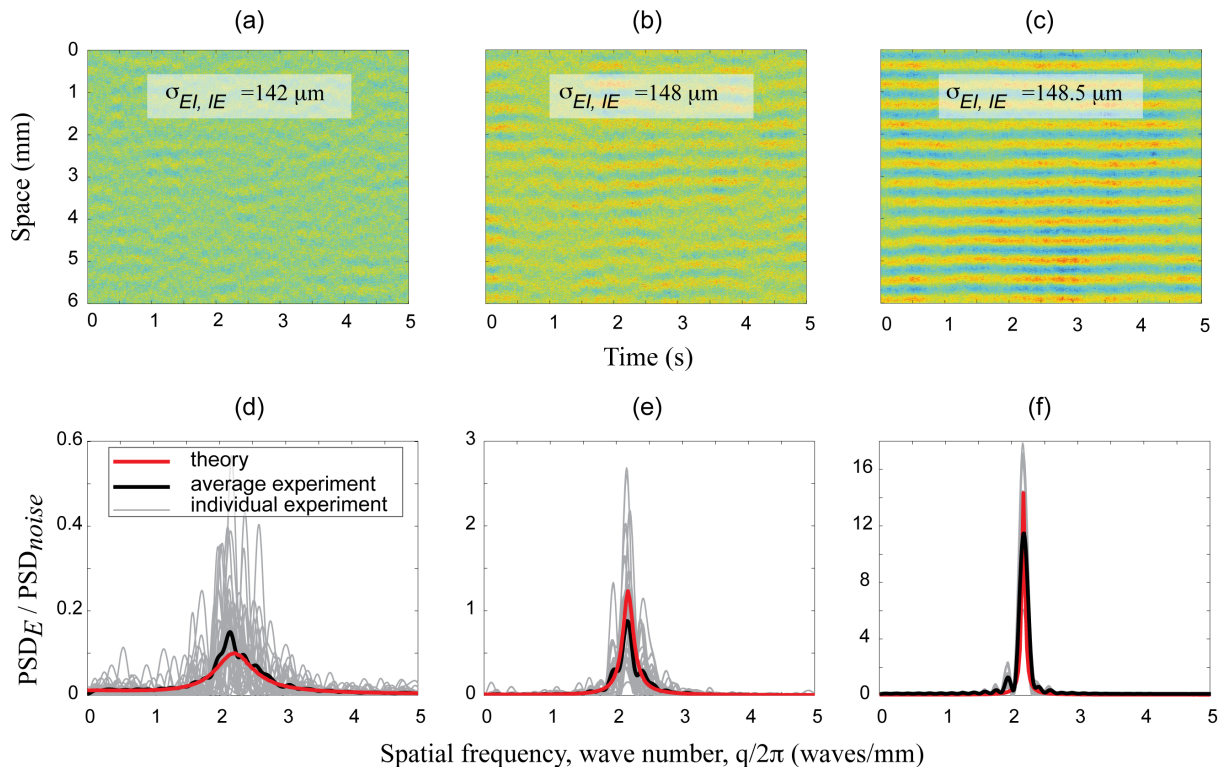 (a) (b) (c)
σEI, IE =142 μm
σEI, IE =148 μm
σEI, IE =148.5 μm
Space (mm)
0
1
2
3
4
5
6
0 1 2 3 4 5
0 1 2 3 4 5
0 1 2 3 4 5
Time (s)
(d) (e) (f)
PSDE / PSDnoise
0.6
0.4
0.2
0
theory
average experiment
individual experiment
3
2
1
0
16
12
8
4
0
0 1 2 3 4 5
0 1 2 3 4 5
0 1 2 3 4 5
Spatial frequency, wave number, q/2π (waves/mm)